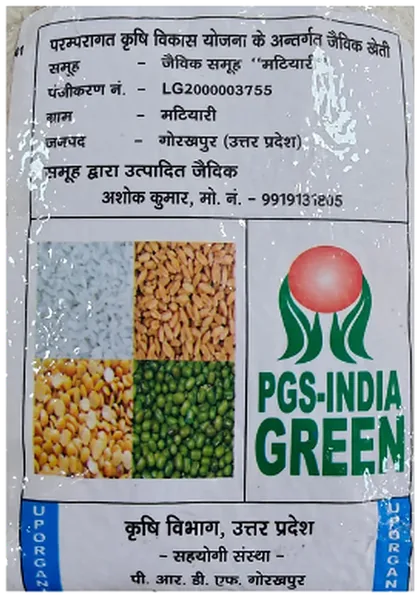 परम्परागत कृषि विकास योजना के अन्तर्गत जैविक खेती
समूह - जैविक समूह "मटियारी"
पंजीकरण नं. - LG2000003755
ग्राम - मटियारी
जनपद - गोरखपुर (उत्तर प्रदेश)
समूह द्वारा उत्पादित जैविक
अशोक कुमार, मो. नं. - 9919131805
PGS-INDIA
GREEN
UPORGAN
UPORGAN
कृषि विभाग, उत्तर प्रदेश
- सहयोगी संस्था -
पी. आर. डी. एफ. गोरखपुर